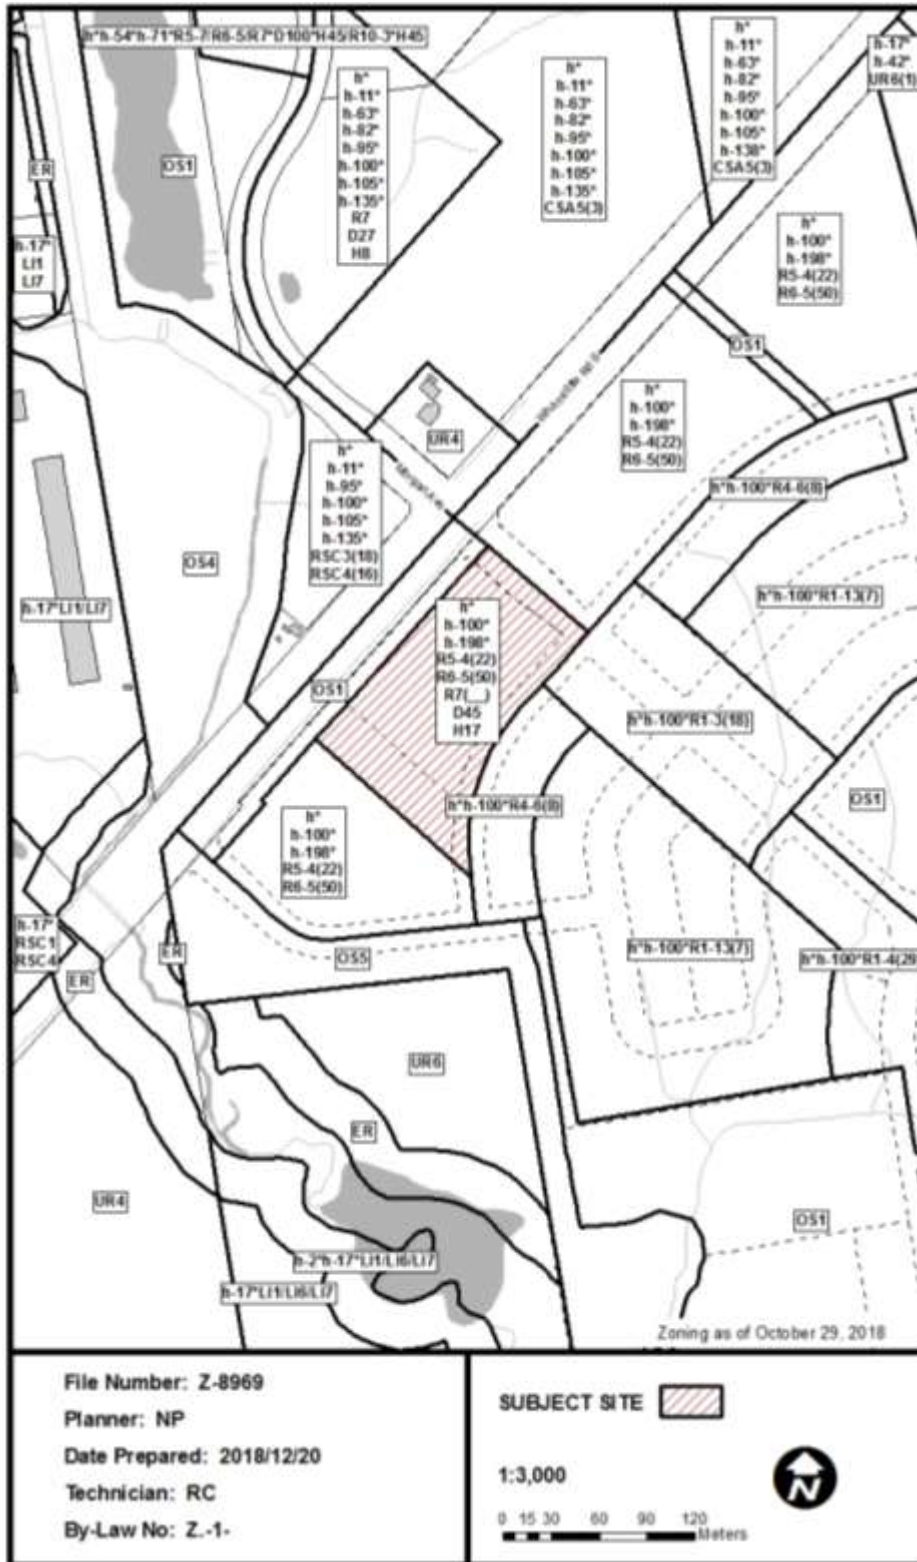 h*h-54*h-71*R5-7/R6-5/R7*D100*H45/R10-3*H45
h*
h-11*
h-63*
h-82*
h-95*
h-100*
h-105*
h-135*
R7
D27
H8
h*
h-11*
h-63*
h-82*
h-95*
h-100*
h-105*
h-135*
CSA5(3)
h*
h-11*
h-63*
h-82*
h-95*
h-100*
h-105*
h-138*
CSA5(3)
h-17*
h-42*
UR6(1)
ER
OS1
h-17*
LI1
LI7
h*
h-100*
h-198*
R5-4(22)
R6-5(50)
OS1
h*
h-100*
h-198*
R5-4(22)
R6-5(50)
UR4
h*
h-11*
h-95*
h-100*
h-105*
h-135*
RSC3(18)
RSC4(16)
h*h-100*R4-6(8)
OS4
h-17*LI1/LI7
h*h-100*R1-13(7)
h*
h-100*
h-198*
R5-4(22)
R6-5(50)
R7(__)
D45
H17
OS1
h*h-100*R1-3(18)
h*h-100*R4-6(8)
OS1
h*
h-100*
h-198*
R5-4(22)
R6-5(50)
h-17*
RSC1
RSC4
ER
ER
OS5
h*h-100*R1-13(7)
h*h-100*R1-4(29
UR6
ER
UR4
OS1
h-2*h-17*LI1/LI6/LI7
h-17*LI1/LI6/LI7
Zoning as of October 29, 2018
File Number: Z-8969
Planner: NP
Date Prepared: 2018/12/20
Technician: RC
By-Law No: Z.-1-
SUBJECT SITE
1:3,000
N
0 15 30 60 90 120
Meters